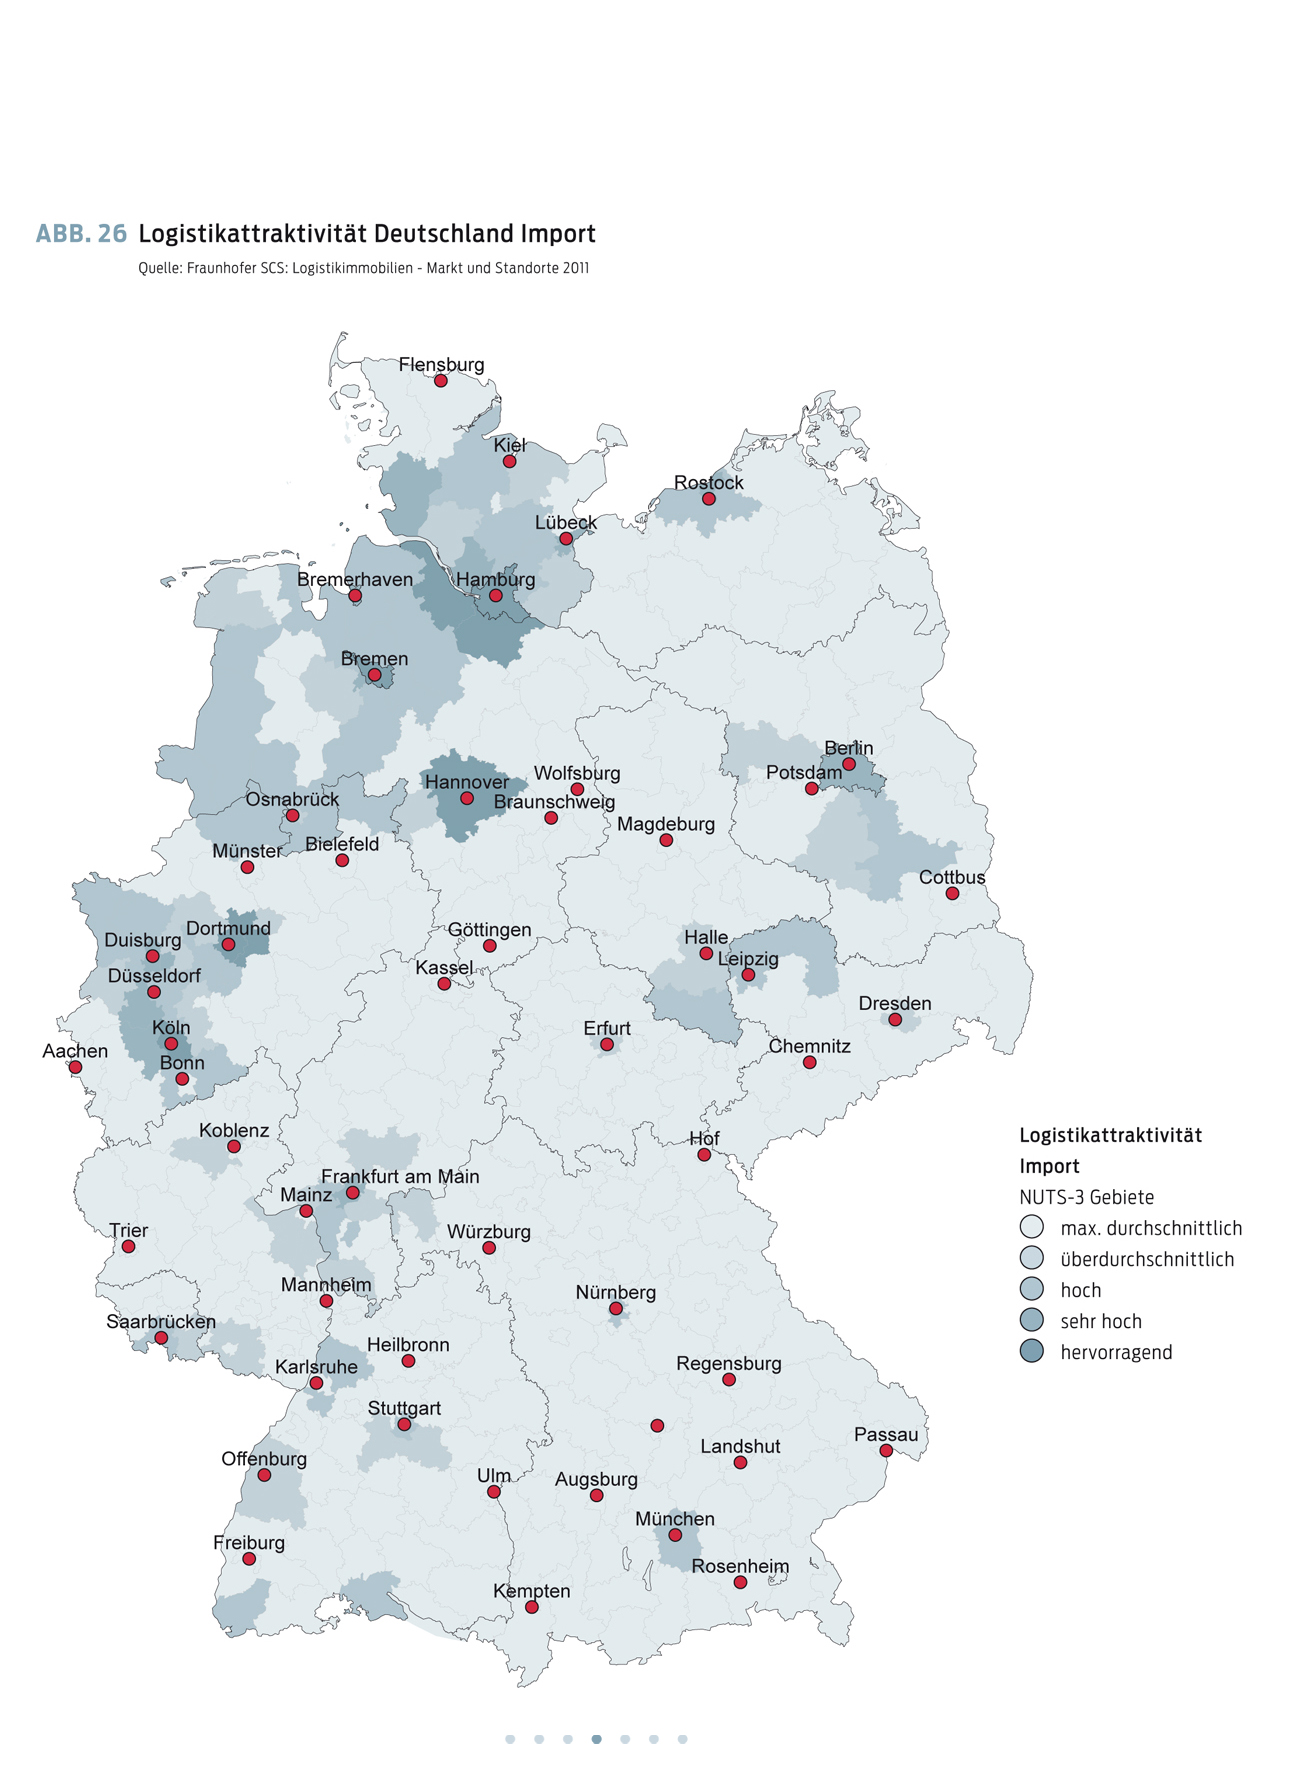 ABB. 26 Logistikattraktivität Deutschland Import
Quelle: Fraunhofer SCS: Logistikimmobilien - Markt und Standorte 2011
Flensburg
Kiel
Rostock
Lübeck
Bremerhaven
Hamburg
Bremen
Berlin
Potsdam
Hannover
Wolfsburg
Braunschweig
Osnabrück
Magdeburg
Münster
Bielefeld
Cottbus
Dortmund
Göttingen
Duisburg
Halle
Leipzig
Düsseldorf
Kassel
Dresden
Köln
Erfurt
Aachen
Chemnitz
Bonn
Koblenz
Hof
Frankfurt am Main
Mainz
Trier
Würzburg
Mannheim
Nürnberg
Saarbrücken
Heilbronn
Karlsruhe
Regensburg
Stuttgart
Passau
Landshut
Offenburg
Ulm
Augsburg
München
Freiburg
Rosenheim
Kempten
Logistikattraktivität
Import
NUTS-3 Gebiete
max. durchschnittlich
überdurchschnittlich
hoch
sehr hoch
hervorragend